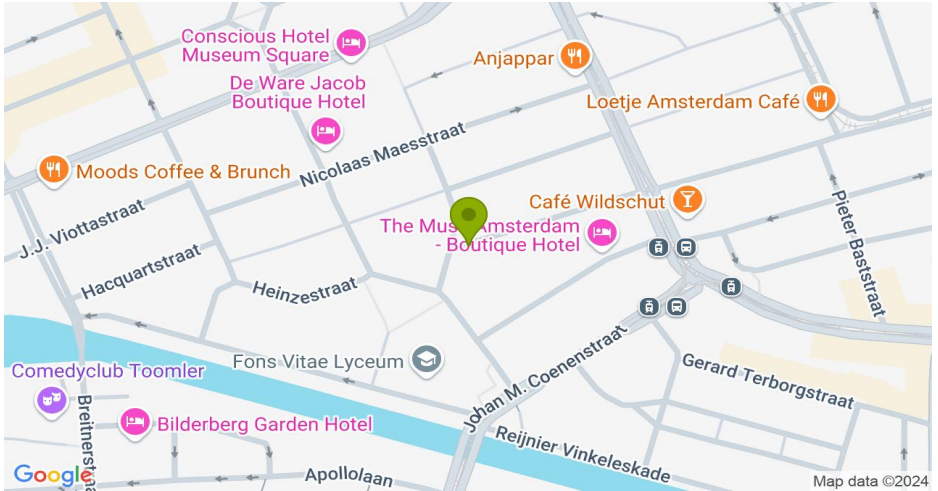 Conscious Hotel
Museum Square
Anjappar
De Ware Jacob
Boutique Hotel
Loetje Amsterdam Café
Nicolaas Maesstraat
Moods Coffee & Brunch
J.J. Viottastraat
Café Wildschut
Pieter Baststraat
The Mus Amsterdam
- Boutique Hotel
Hacquartstraat
Heinzestraat
Fons Vitae Lyceum
Johan M. Coenenstraat
Gerard Terborgstraat
Comedyclub Toomler
Bilderberg Garden Hotel
Reijnier Vinkeleskade
Apollolaan
Google
Map data ©2024